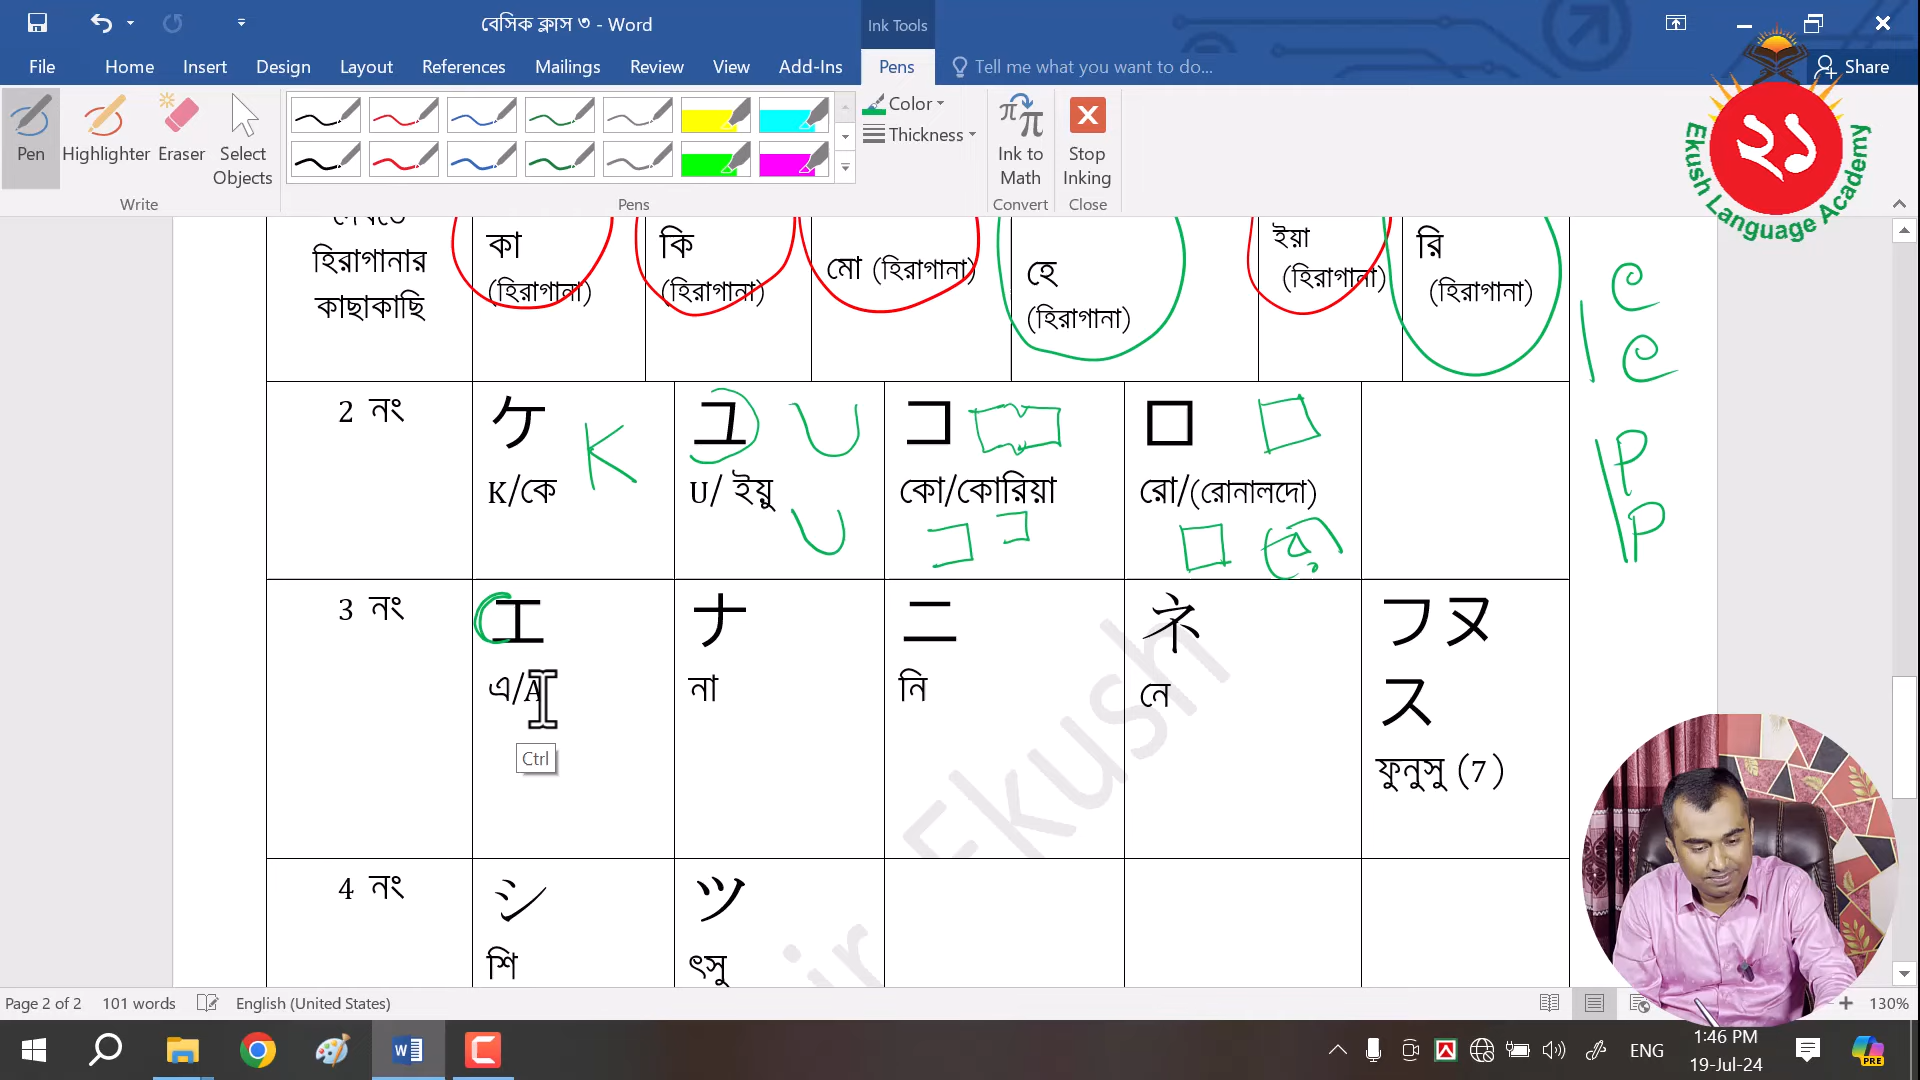 বেসিক ক্লাস ৩ - Word
Ink Tools
File Home Insert Design Layout References Mailings Review View Add-Ins Pens Tell me what you want to do... Share
Pen Highlighter Eraser Select Objects
Color
Thickness
Ink to Math
Stop Inking
Write Pens Convert Close
২১
Ekush Language Academy
দেখতে হিরাগানার কাছাকাছি
কা (হিরাগানা)
কি (হিরাগানা)
মো (হিরাগানা)
হে (হিরাগানা)
ইয়া (হিরাগানা)
রি (হিরাগানা)
C
C
P
P
2 নং
ケ K
K/কে
ユ U
U/ ইয়ু
U
コ
কো/কোরিয়া
コ コ
ロ
রো/(রোনালদো)
3 নং
エ
এ/A
ナ
না
ニ
নি
ネ
নে
フヌ
ス
ফুনুসু (7)
Ctrl
4 নং
シ
শি
ツ
ৎসু
Ekush
Page 2 of 2 101 words English (United States) 130%
ENG
1:46 PM
19-Jul-24
PRE